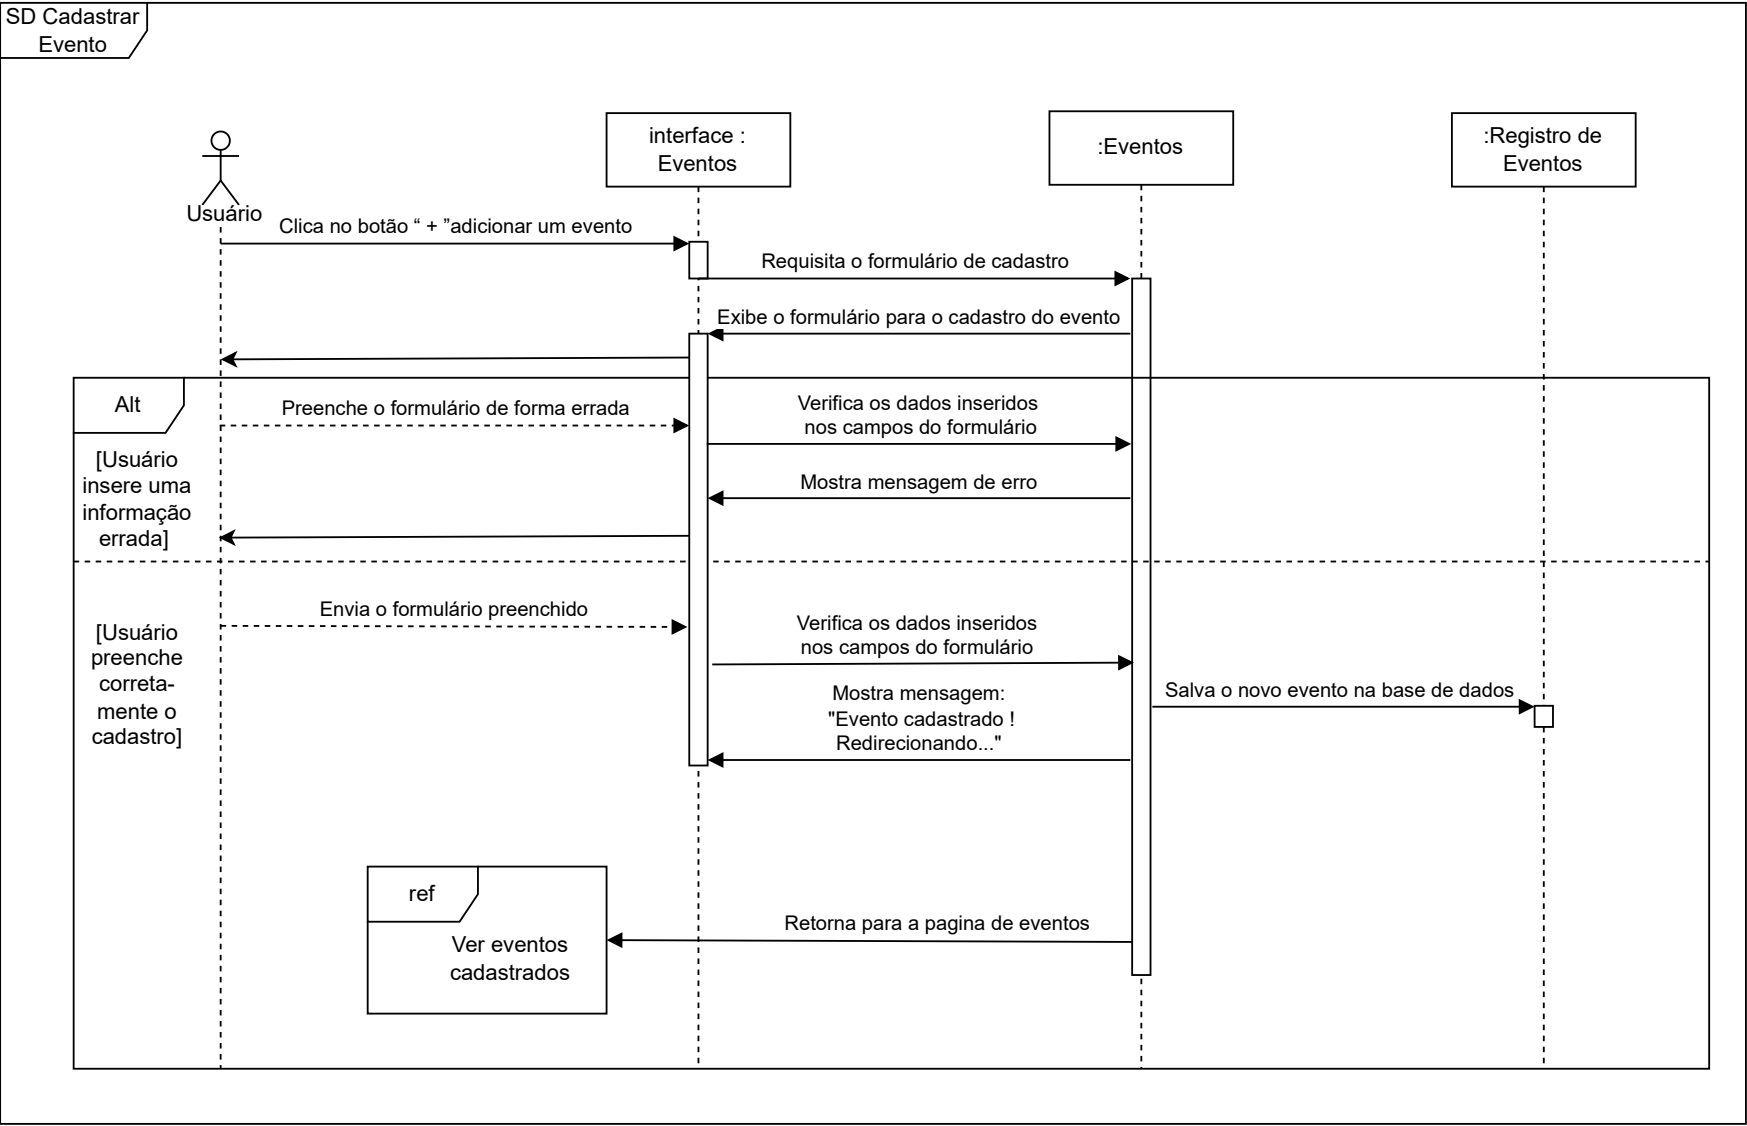 SD Cadastrar
Evento
Usuário
interface :
Eventos
:Eventos
:Registro de
Eventos
Clica no botão “ + ”adicionar um evento
Requisita o formulário de cadastro
Exibe o formulário para o cadastro do evento
Alt
[Usuário
insere uma
informação
errada]
Preenche o formulário de forma errada
Verifica os dados inseridos
nos campos do formulário
Mostra mensagem de erro
[Usuário
preenche
correta-
mente o
cadastro]
Envia o formulário preenchido
Verifica os dados inseridos
nos campos do formulário
Salva o novo evento na base de dados
Mostra mensagem:
"Evento cadastrado !
Redirecionando..."
ref
Ver eventos
cadastrados
Retorna para a pagina de eventos